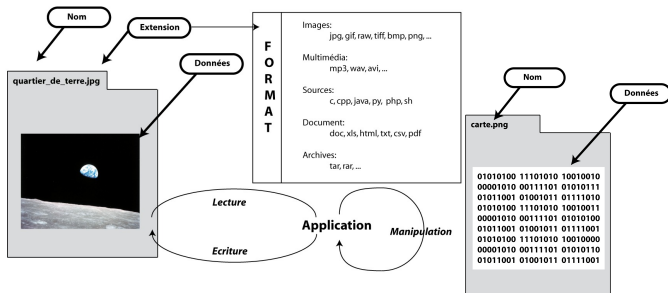 Nom
Extension
Données
quartier_de_terre.jpg
FORMAT
Images:
jpg, gif, raw, tiff, bmp, png, ...
Multimédia:
mp3, wav, avi, ...
Sources:
c, cpp, java, py, php, sh
Document:
doc, xls, html, txt, csv, pdf
Archives:
tar, rar, ...
Lecture
Application
Manipulation
Ecriture
Nom
Données
carte.png
01010100 11101010 10010010
00001010 00111101 01010111
01011001 01001011 01111010
01010100 11101010 10010011
00001010 00111101 01010100
01011001 01001011 01111001
01010100 11101010 10010000
00001010 00111101 01010110
01011001 01001011 01111001